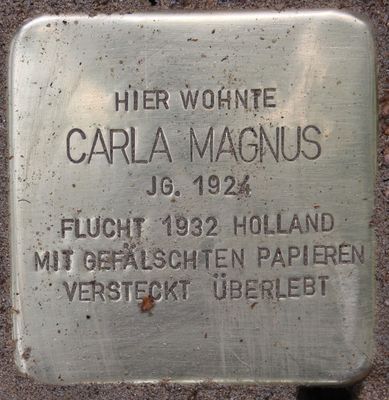 HIER WOHNTE
CARLA MAGNUS
JG. 1924
FLUCHT 1932 HOLLAND
MIT GEFÄLSCHTEN PAPIEREN
VERSTECKT ÜBERLEBT